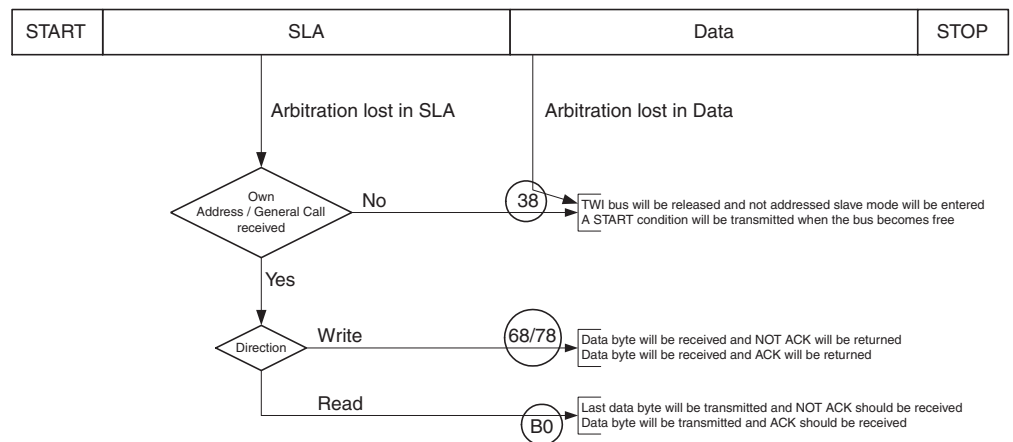 START SLA Data STOP
Arbitration lost in SLA Arbitration lost in Data
Own
Address / General Call
received
No
38
TWI bus will be released and not addressed slave mode will be entered
A START condition will be transmitted when the bus becomes free
Yes
Direction
Write
68/78
Data byte will be received and NOT ACK will be returned
Data byte will be received and ACK will be returned
Read
B0
Last data byte will be transmitted and NOT ACK should be received
Data byte will be transmitted and ACK should be received